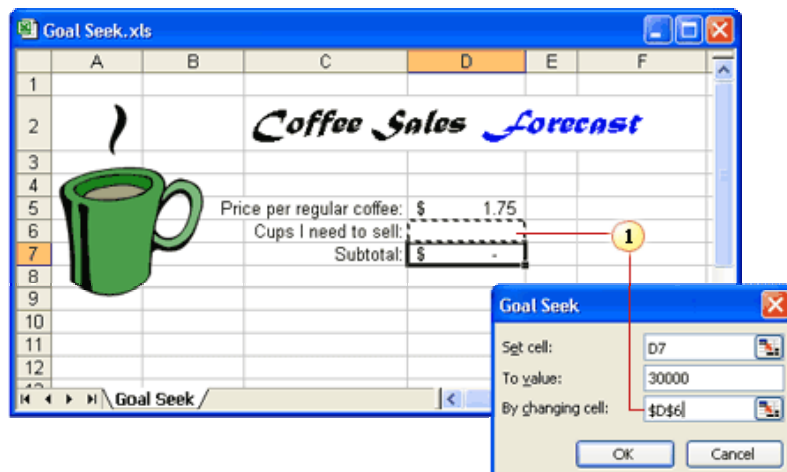 Goal Seek.xls
A B C D E F
1
2 Coffee Sales Forecast
3
4
5 Price per regular coffee: $ 1.75
6 Cups I need to sell:
1
7 Subtotal: $ -
8
9
10
11
12
Goal Seek
Goal Seek
Set cell: D7
To value: 30000
By changing cell: $D$6
OK Cancel